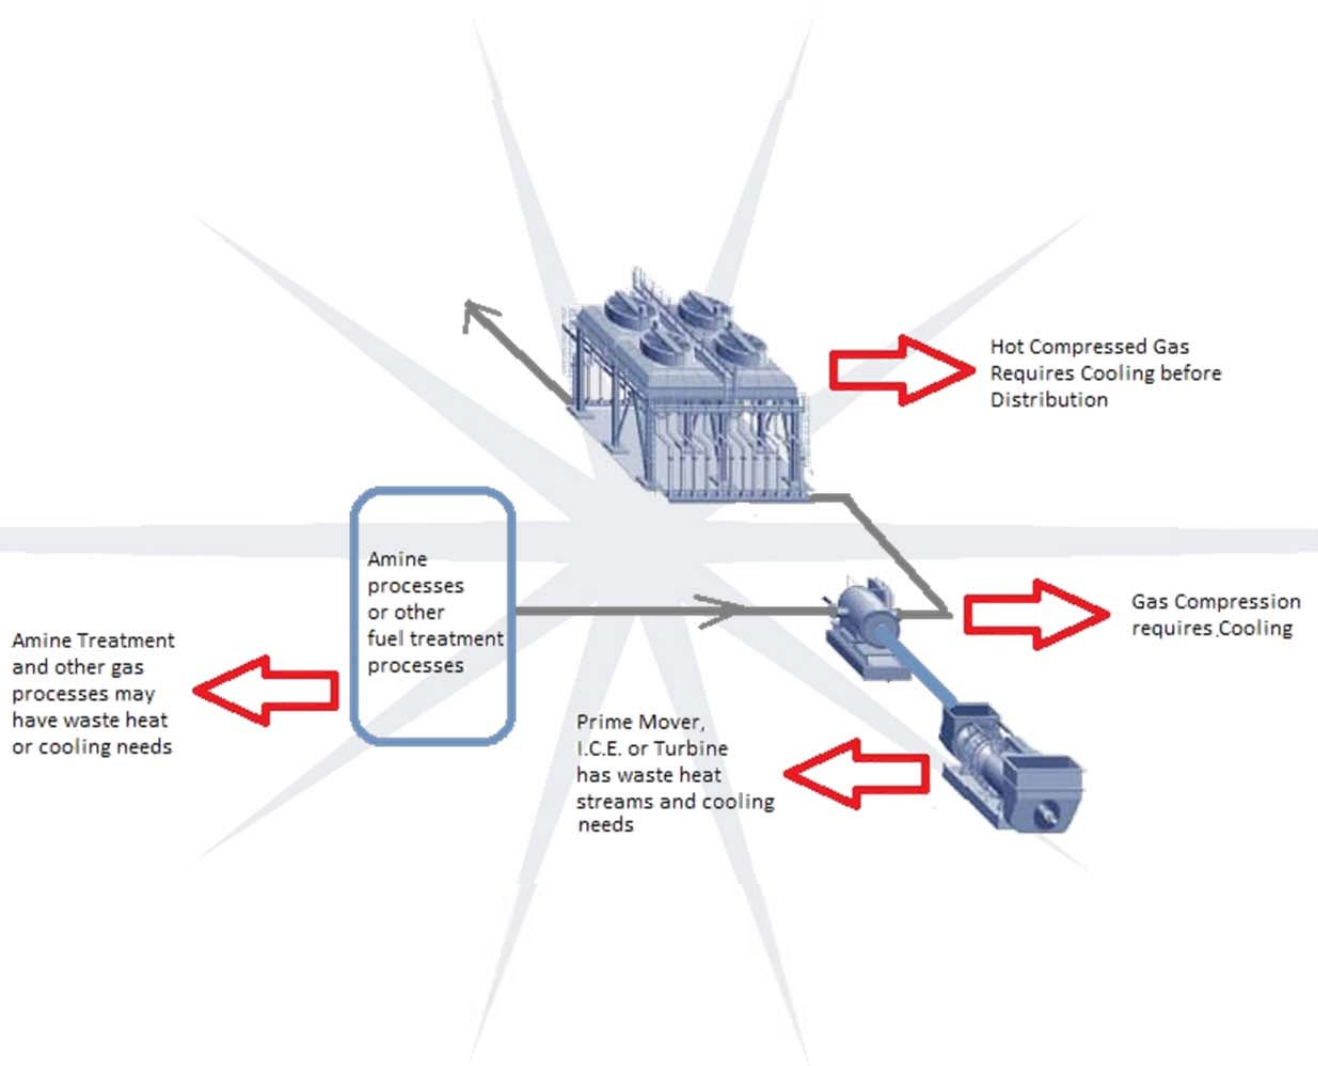 Hot Compressed Gas
Requires Cooling before
Distribution
Amine
processes
or other
fuel treatment
processes
Gas Compression
requires.Cooling
Amine Treatment
and other gas
processes may
have waste heat
or cooling needs
Prime Mover,
I.C.E. or Turbine
has waste heat
streams and cooling
needs